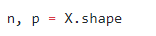 n, p = X.shape